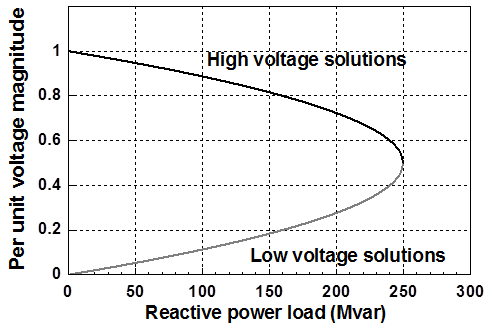 Per unit voltage magnitude
1
0.8
0.6
0.4
0.2
0
High voltage solutions
Low voltage solutions
0 50 100 150 200 250 300
Reactive power load (Mvar)